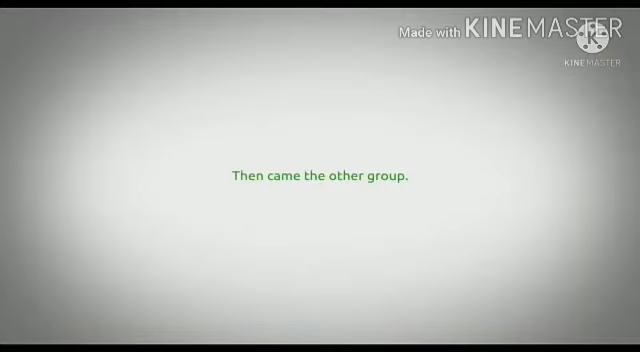 Made with KINEMASTER
K
KINEMASTER
Then came the other group.